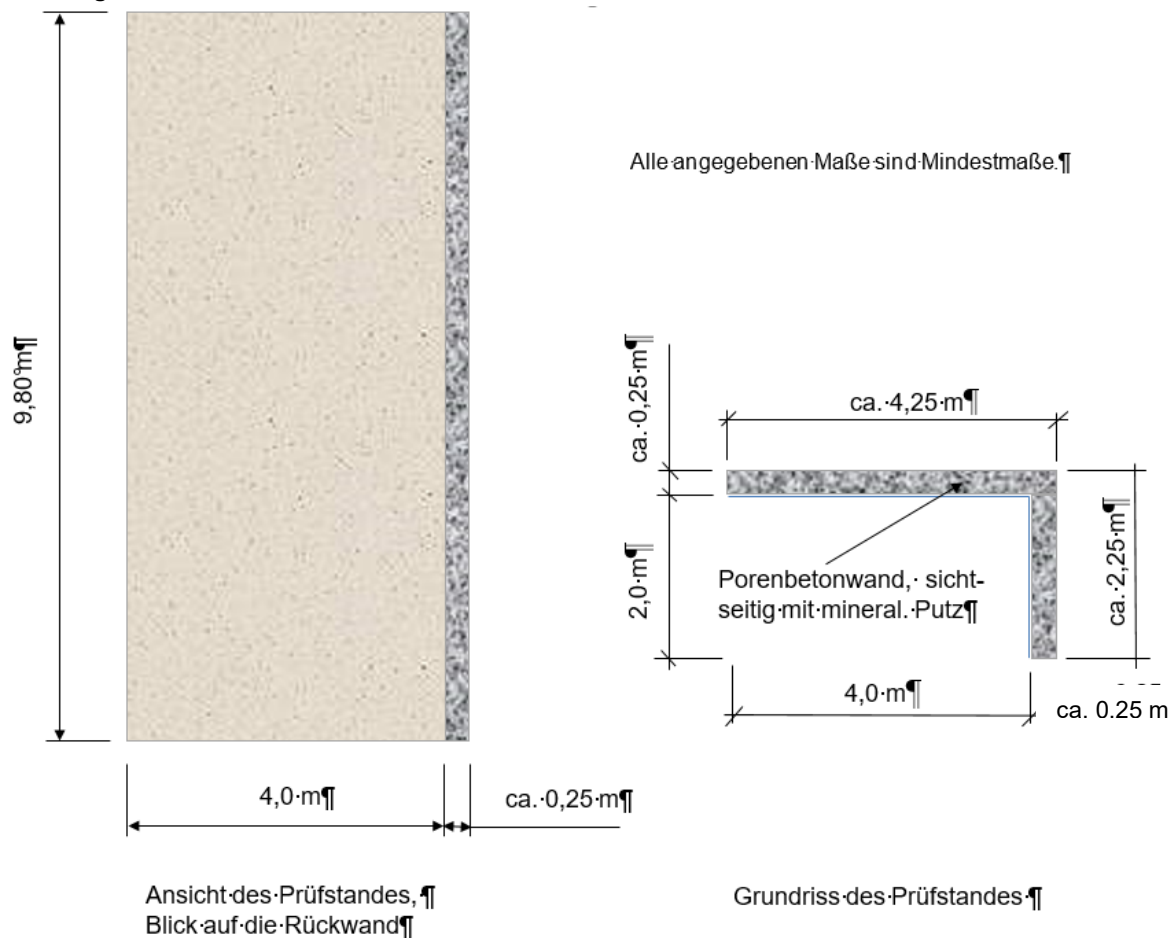 Alle·angegebenen·Maße·sind·Mindestmaße.¶
9,80°m¶
4,0·m¶
ca.·0,25·m¶
Ansicht·des·Prüfstandes,¶
Blick·auf·die·Rückwand¶
ca.·0,25·m¶
ca.·4,25·m¶
2,0·m¶
Porenbetonwand,·sicht-
seitig·mit·mineral.·Putz¶
ca.·2,25·m¶
4,0·m¶
ca. 0.25 m
Grundriss·des·Prüfstandes¶